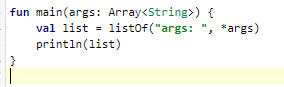 fun main(args: Array<String>) {
    val list = listOf("args: ", *args)
    println(list)
}